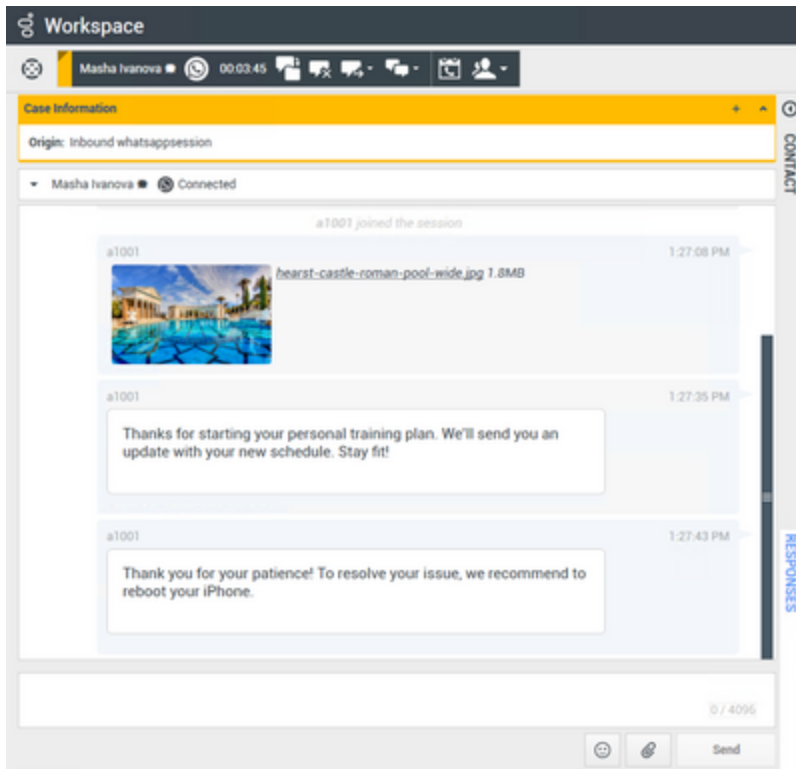 Workspace
Masha Ivanova 00:03:45
Case Information
Origin: Inbound whatsappsession
Masha Ivanova Connected
a1001 joined the session
a1001 1:27:08 PM
hearst-castle-roman-pool-wide.jpg 1.8MB
a1001 1:27:35 PM
Thanks for starting your personal training plan. We'll send you an
update with your new schedule. Stay fit!
a1001 1:27:43 PM
Thank you for your patience! To resolve your issue, we recommend to
reboot your iPhone.
0 / 4096
Send
CONTACT
RESPONSES